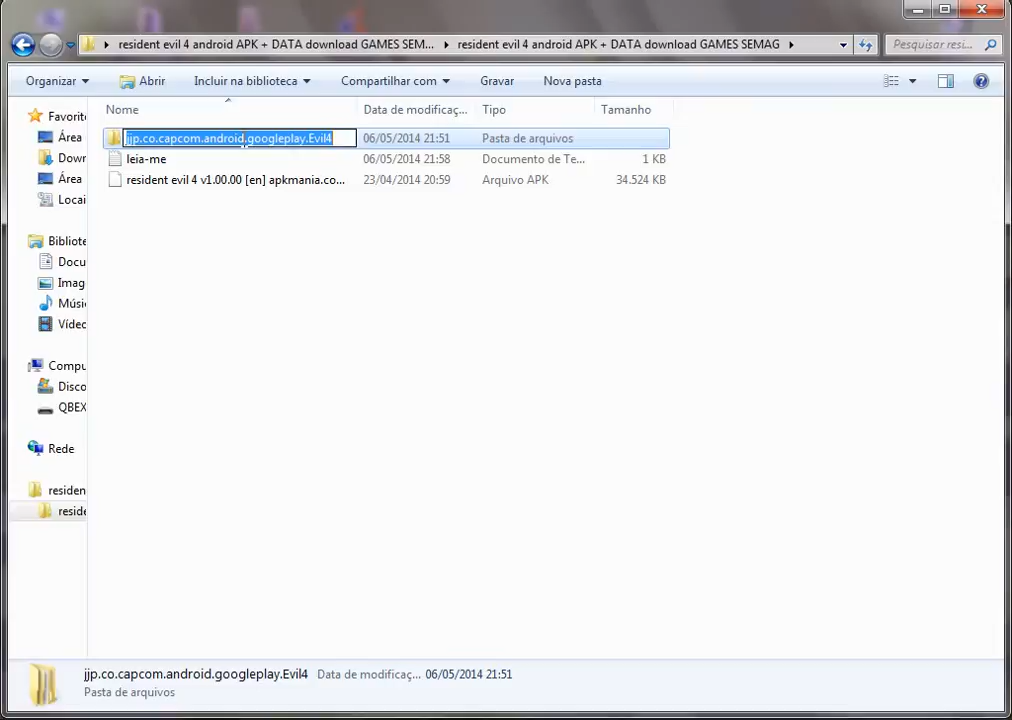 resident evil 4 android APK + DATA download GAMES SEM... resident evil 4 android APK + DATA download GAMES SEMAG Pesquisar resi...
Organizar Abrir Incluir na biblioteca Compartilhar com Gravar Nova pasta
Nome Data de modificaç... Tipo Tamanho
jjp.co.capcom.android.googleplay.Evil4 06/05/2014 21:51 Pasta de arquivos
leia-me 06/05/2014 21:58 Documento de Te... 1 KB
resident evil 4 v1.00.00 [en] apkmania.co... 23/04/2014 20:59 Arquivo APK 34.524 KB
Favorit
Área
Down
Área
Locai
Bibliote
Docu
Imag
Músi
Vídec
Compu
Disco
QBEX
Rede
residen
reside
jjp.co.capcom.android.googleplay.Evil4 Data de modificaç... 06/05/2014 21:51
Pasta de arquivos